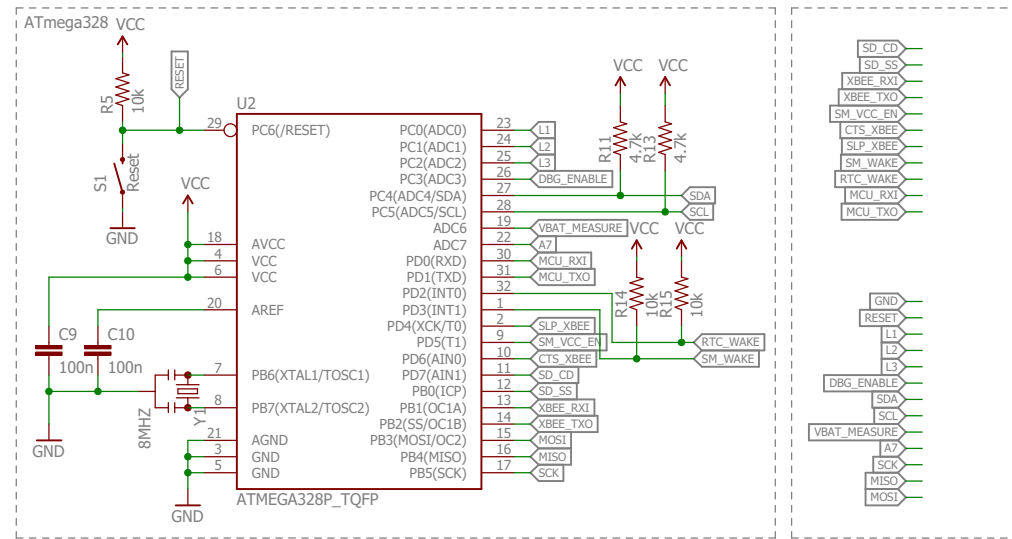 ATmega328
VCC
R5
10k
RESET
S1
Reset
GND
VCC
U2
29 PC6(/RESET)
18 AVCC
4 VCC
6 VCC
20 AREF
7 PB6(XTAL1/TOSC1)
8 PB7(XTAL2/TOSC2)
21 AGND
3 GND
5 GND
ATMEGA328P_TQFP
C9
100n
C10
100n
8MHZ
Y1
GND
GND
PC0(ADC0) 23 L1
PC1(ADC1) 24 L2
PC2(ADC2) 25 L3
PC3(ADC3) 26 DBG_ENABLE
PC4(ADC4/SDA) 27 SDA
PC5(ADC5/SCL) 28 SCL
ADC6 19 VBAT_MEASURE
ADC7 22 A7
PD0(RXD) 30 MCU_RXI
PD1(TXD) 31 MCU_TXO
PD2(INT0) 32
PD3(INT1) 1
PD4(XCK/T0) 2 SLP_XBEE
PD5(T1) 9 SM_VCC_EN
PD6(AIN0) 10 CTS_XBEE
PD7(AIN1) 11 SD_CD
PB0(ICP) 12 SD_SS
PB1(OC1A) 13 XBEE_RXI
PB2(SS/OC1B) 14 XBEE_TXO
PB3(MOSI/OC2) 15 MOSI
PB4(MISO) 16 MISO
PB5(SCK) 17 SCK
VCC VCC
R11
4.7k
R13
4.7k
VCC VCC
R14
10k
R15
10k
RTC_WAKE
SM_WAKE
SD_CD
SD_SS
XBEE_RXI
XBEE_TXO
SM_VCC_EN
CTS_XBEE
SLP_XBEE
SM_WAKE
RTC_WAKE
MCU_RXI
MCU_TXO
GND
RESET
L1
L2
L3
DBG_ENABLE
SDA
SCL
VBAT_MEASURE
A7
SCK
MISO
MOSI